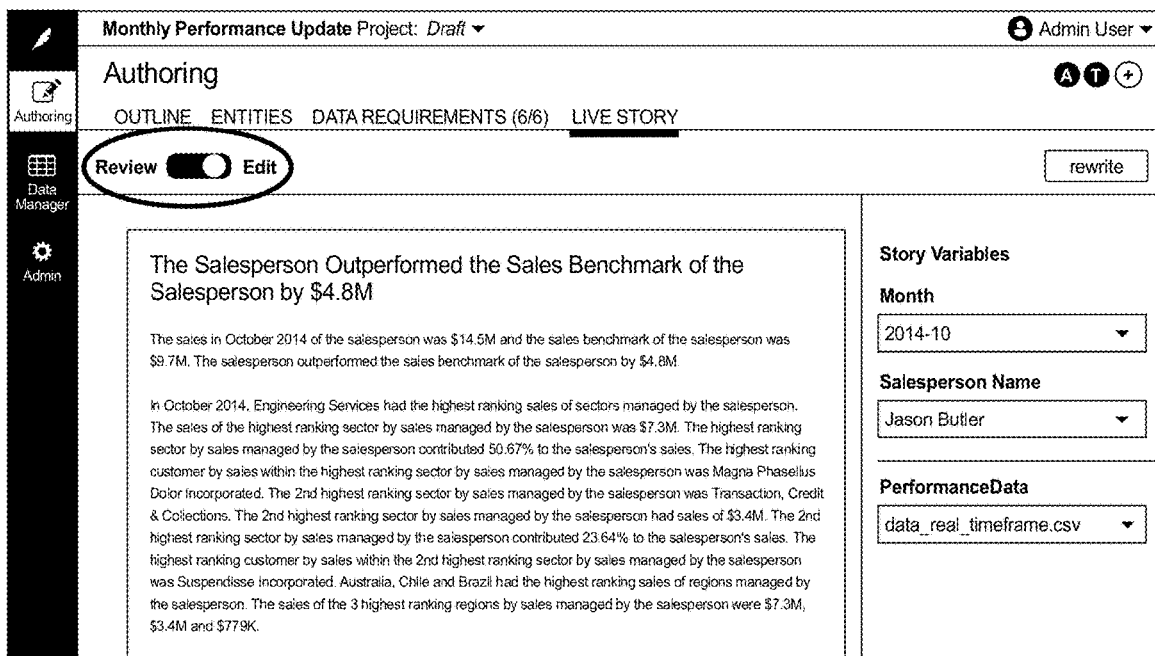 Monthly Performance Update Project: Draft
Admin User
Authoring
A T +
Authoring
OUTLINE ENTITIES DATA REQUIREMENTS (6/6) LIVE STORY
Review Edit
rewrite
Data
Manager
Admin
The Salesperson Outperformed the Sales Benchmark of the
Salesperson by $4.8M
The sales in October 2014 of the salesperson was $14.5M and the sales benchmark of the salesperson was
$9.7M. The salesperson outperformed the sales benchmark of the salesperson by $4.8M.
In October 2014, Engineering Services had the highest ranking sales of sectors managed by the salesperson.
The sales of the highest ranking sector by sales managed by the salesperson was $7.3M. The highest ranking
sector by sales managed by the salesperson contributed 50.67% to the salesperson's sales. The highest ranking
customer by sales within the highest ranking sector by sales managed by the salesperson was Magna Phasellus
Dolor Incorporated. The 2nd highest ranking sector by sales managed by the salesperson was Transaction, Credit
& Collections. The 2nd highest ranking sector by sales managed by the salesperson had sales of $3.4M. The 2nd
highest ranking sector by sales managed by the salesperson contributed 23.64% to the salesperson's sales. The
highest ranking customer by sales within the 2nd highest ranking sector by sales managed by the salesperson
was Suspendisse Incorporated. Australia, Chile and Brazil had the highest ranking sales of regions managed by
the salesperson. The sales of the 3 highest ranking regions by sales managed by the salesperson were $7.3M,
$3.4M and $779K.
Story Variables
Month
2014-10
Salesperson Name
Jason Butler
PerformanceData
data_real_timeframe.csv